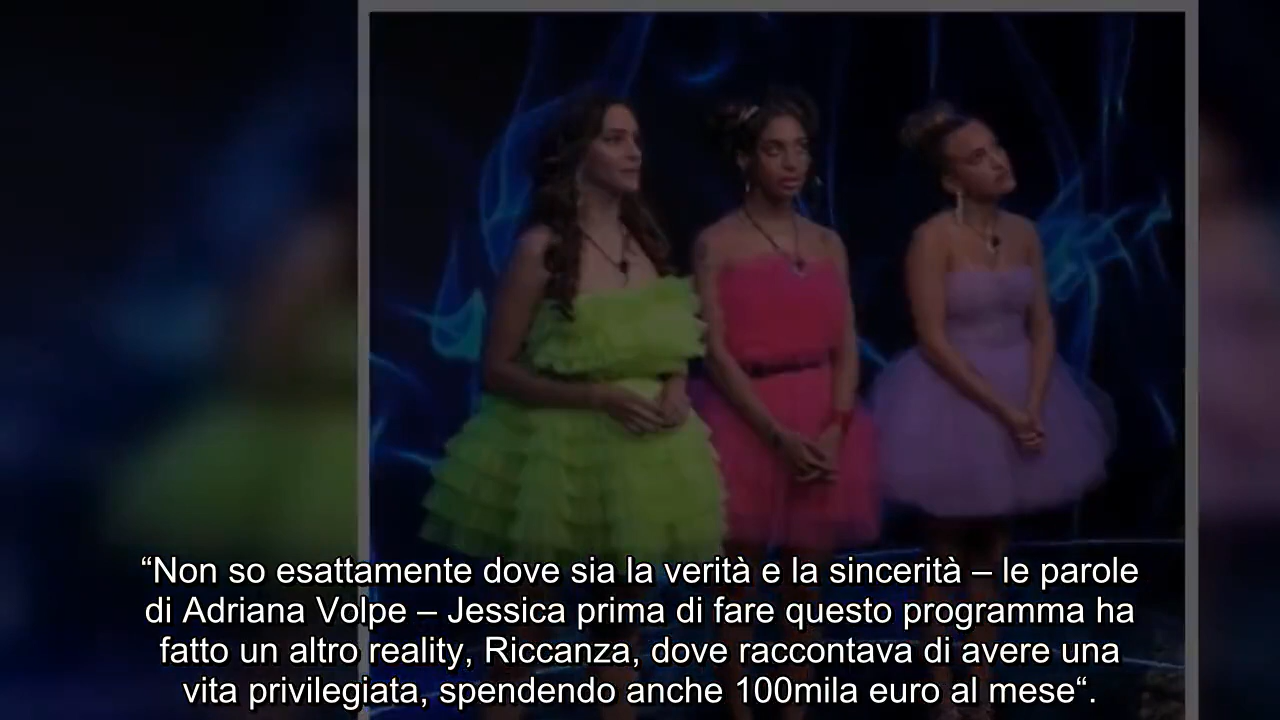 “Non so esattamente dove sia la verità e la sincerità – le parole
di Adriana Volpe – Jessica prima di fare questo programma ha
fatto un altro reality, Riccanza, dove raccontava di avere una
vita privilegiata, spendendo anche 100mila euro al mese“.